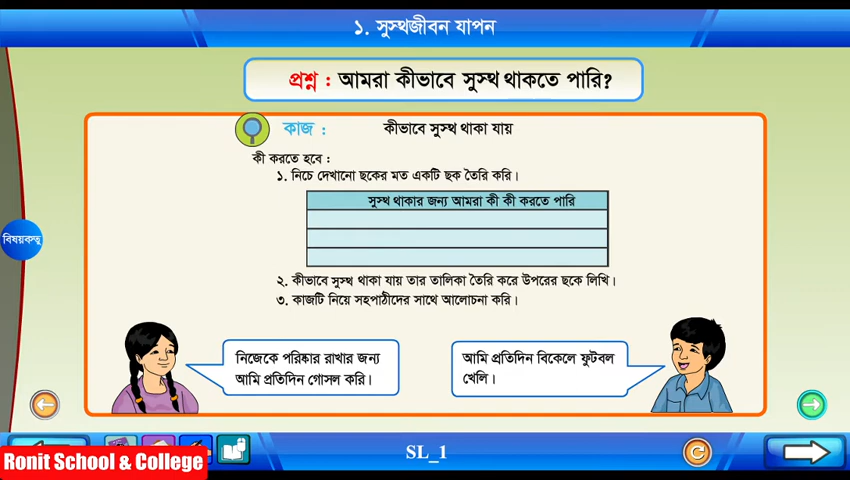 ১. সুস্থজীবন যাপন
প্রশ্ন : আমরা কীভাবে সুস্থ থাকতে পারি?
কাজ : কীভাবে সুস্থ থাকা যায়
কী করতে হবে :
১. নিচে দেখানো ছকের মত একটি ছক তৈরি করি।
সুস্থ থাকার জন্য আমরা কী কী করতে পারি
বিষয়বস্তু
২. কীভাবে সুস্থ থাকা যায় তার তালিকা তৈরি করে উপরের ছকে লিখি।
৩. কাজটি নিয়ে সহপাঠীদের সাথে আলোচনা করি।
নিজেকে পরিষ্কার রাখার জন্য
আমি প্রতিদিন গোসল করি।
আমি প্রতিদিন বিকেলে ফুটবল
খেলি।
SL_1
Ronit School & College